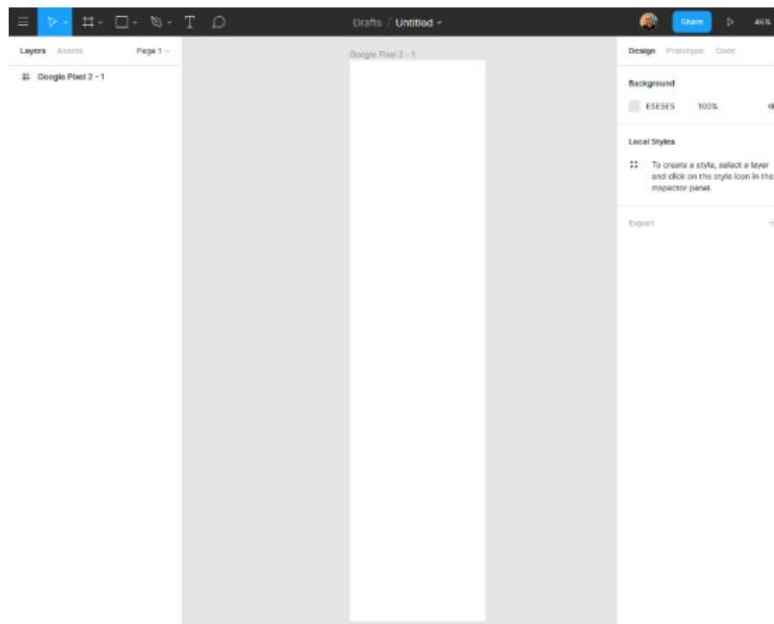 T
Drafts / Untitled
Share
46%
Layers
Assets
Page 1
Google Pixel 2 - 1
Google Pixel 2 - 1
Design
Prototype
Code
Background
E5E5E5
100%
Local Styles
To create a style, select a layer
and click on the style icon in the
inspector panel.
Export